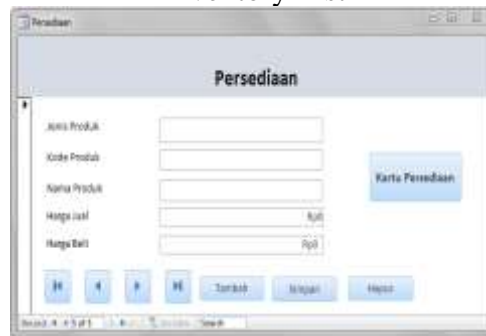 Persediaan
Persediaan
Jenis Produk
Kode Produk
Nama Produk
Harga Jual
Rp0
Harga Beli
Rp0
Kartu Persediaan
Tambah
Simpan
Hapus
Search